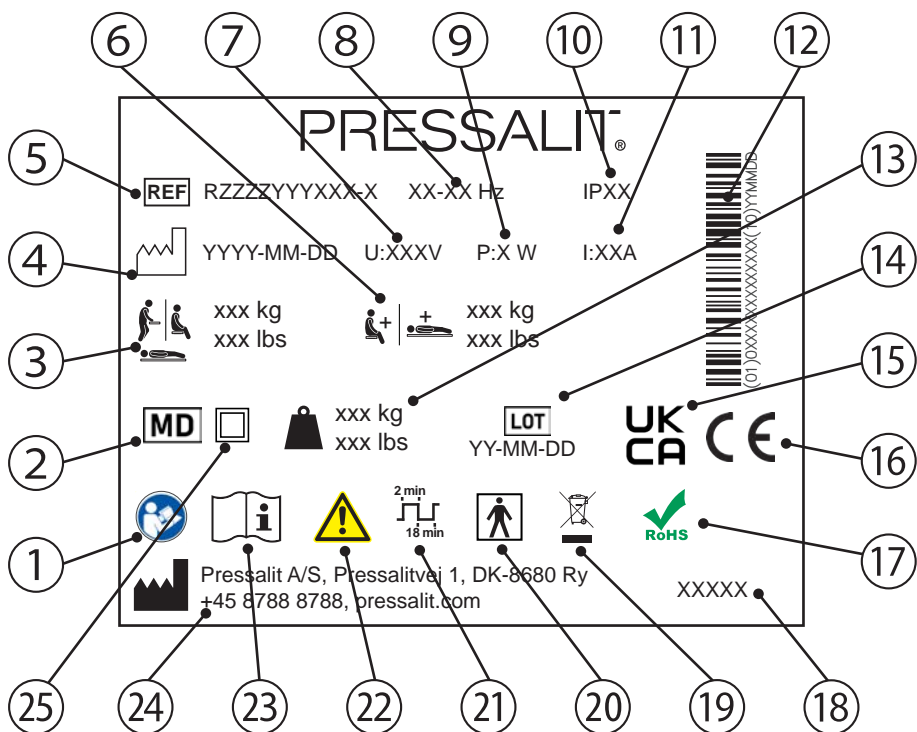 6 7 8 9 10 11 12
PRESSALIT®
13
5 REF RZZZZYYYXXX-X XX-XX Hz IPXX
4 YYYY-MM-DD U:XXXV P:X W I:XXA
14
3 xxx kg
xxx lbs
xxx kg
xxx lbs
(01)0XXXXXXXXXXXXX(10)YYMMDD
15
2 MD
xxx kg
xxx lbs
LOT
YY-MM-DD
UK
CA
CE
16
1
2 min
18 min
RoHS
17
Pressalit A/S, Pressalitvej 1, DK-8680 Ry
+45 8788 8788, pressalit.com
XXXXX
25 24 23 22 21 20 19 18